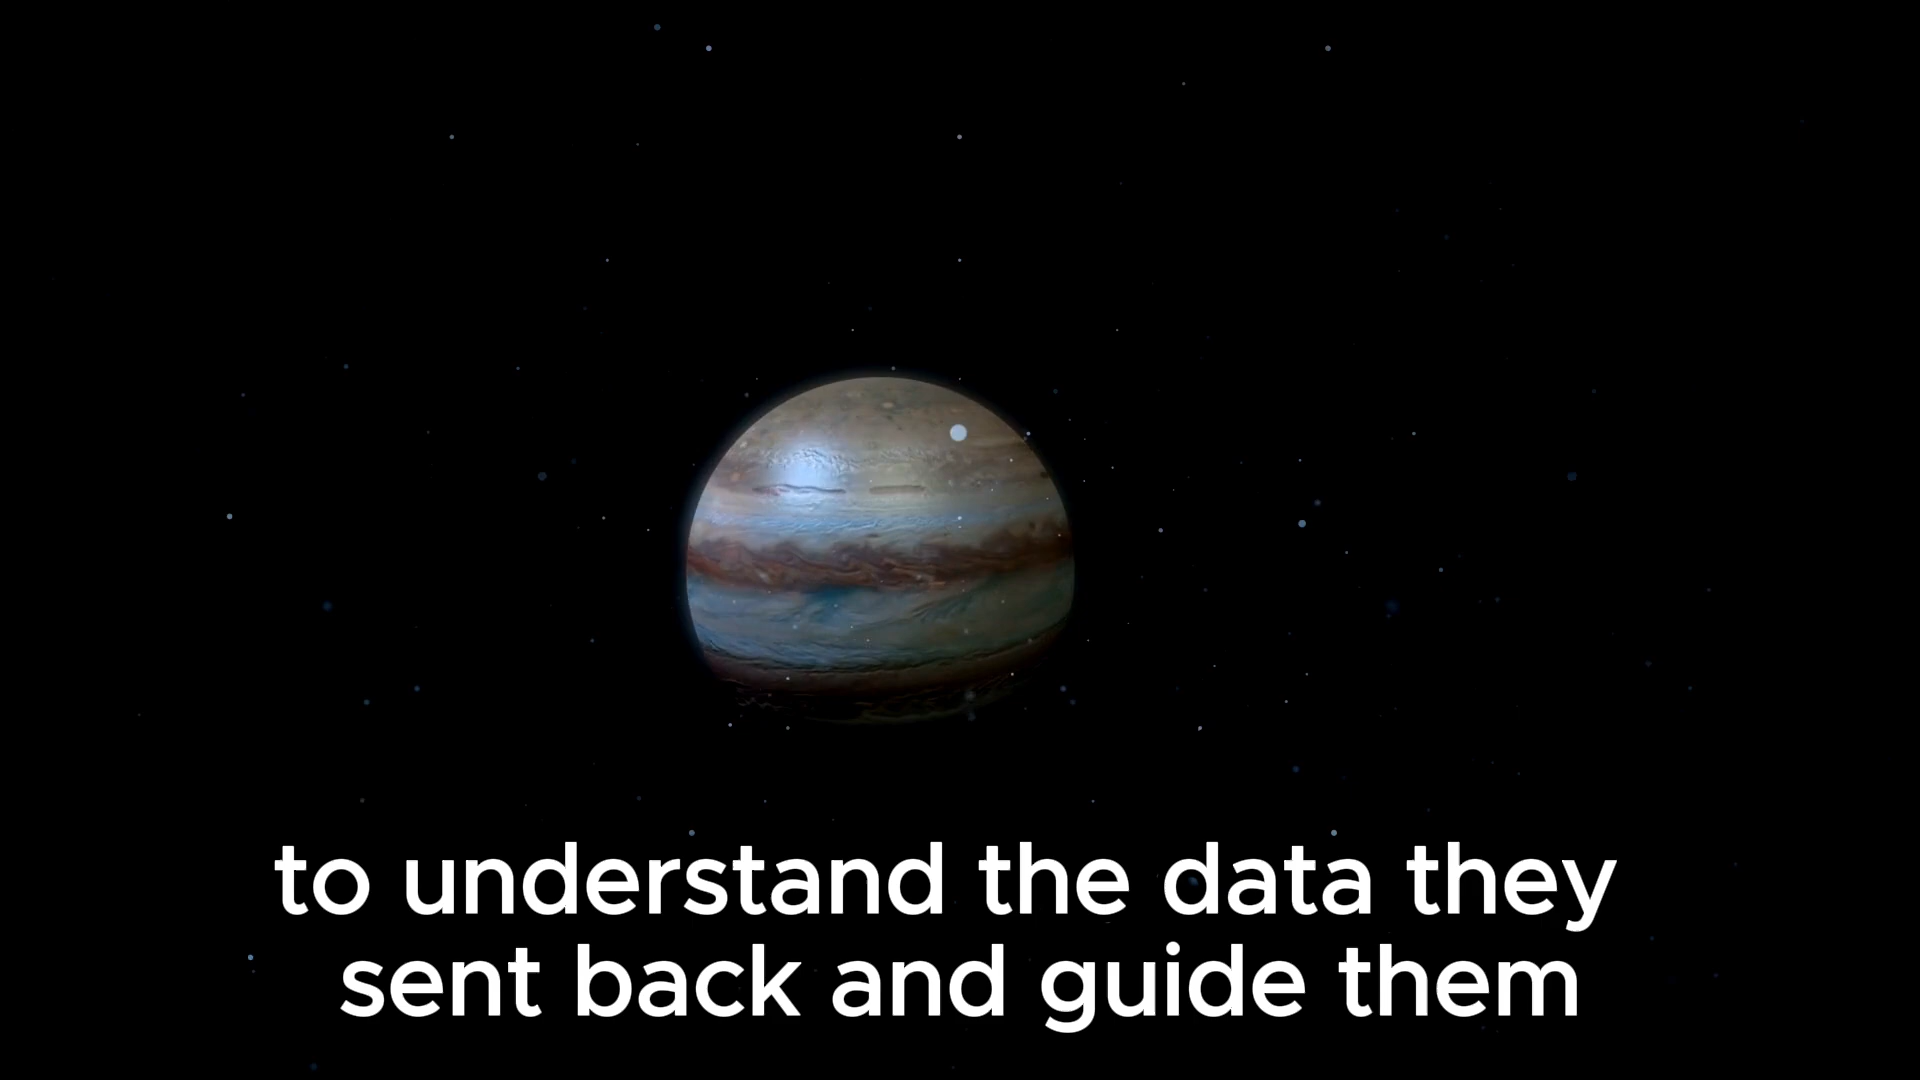 to understand the data they
sent back and guide them